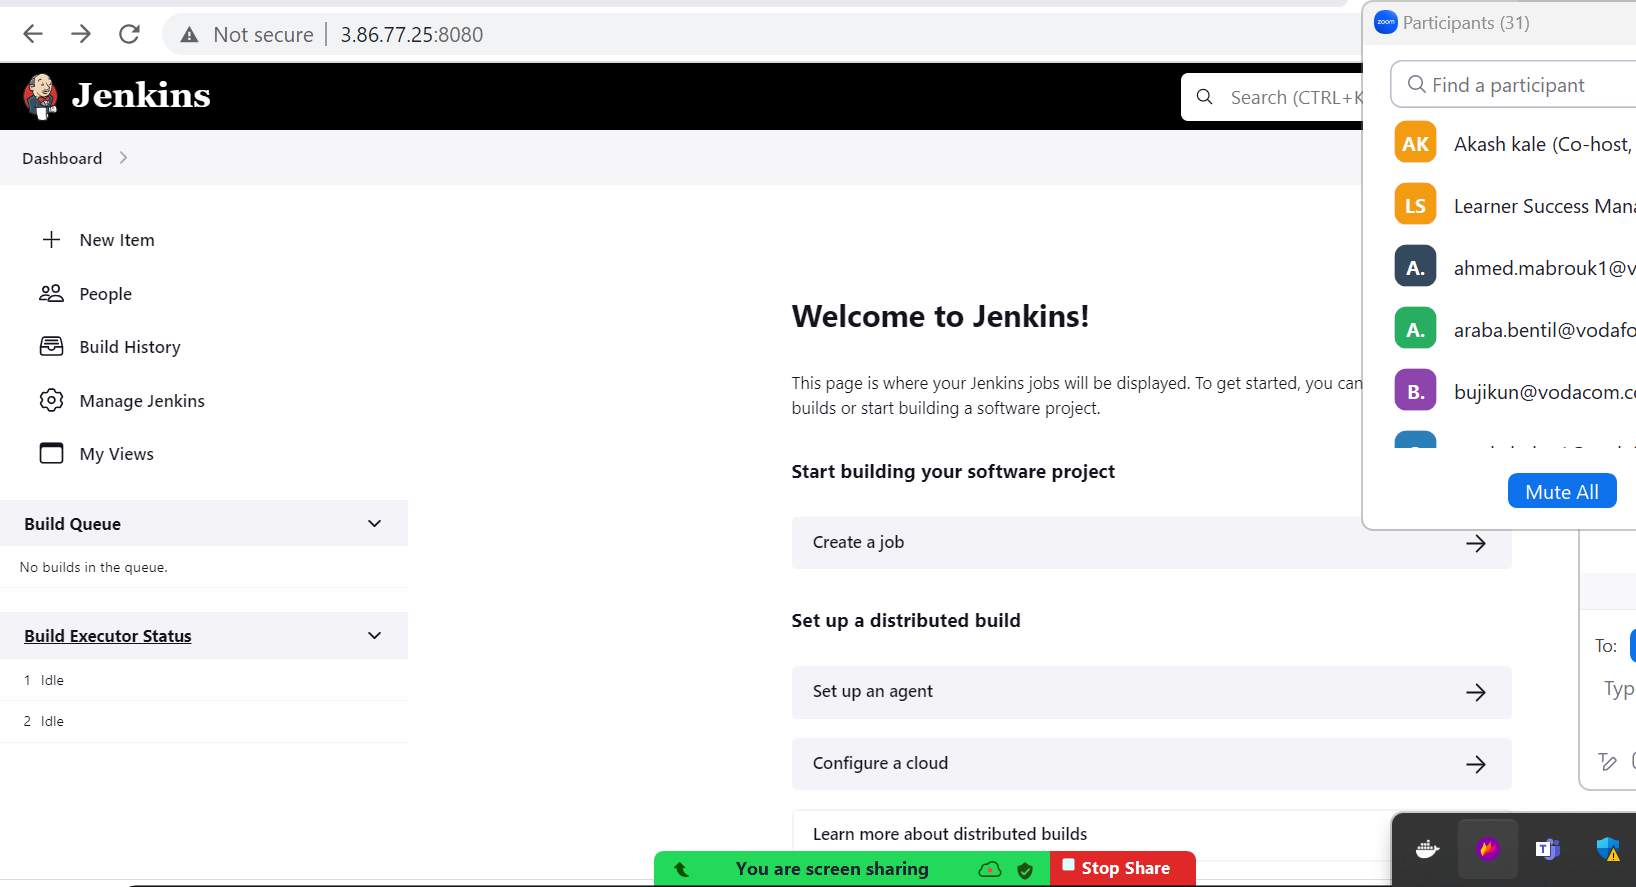 Not secure | 3.86.77.25:8080
Jenkins
Search (CTRL+K
Dashboard
New Item
People
Build History
Manage Jenkins
My Views
Build Queue
No builds in the queue.
Build Executor Status
1 Idle
2 Idle
Welcome to Jenkins!
This page is where your Jenkins jobs will be displayed. To get started, you can
builds or start building a software project.
Start building your software project
Create a job
Set up a distributed build
Set up an agent
Configure a cloud
Learn more about distributed builds
You are screen sharing
Stop Share
zoom Participants (31)
Find a participant
AK Akash kale (Co-host,
LS Learner Success Mana
A. ahmed.mabrouk1@v
A. araba.bentil@vodafo
B. bujikun@vodacom.c
Mute All
To:
Typ